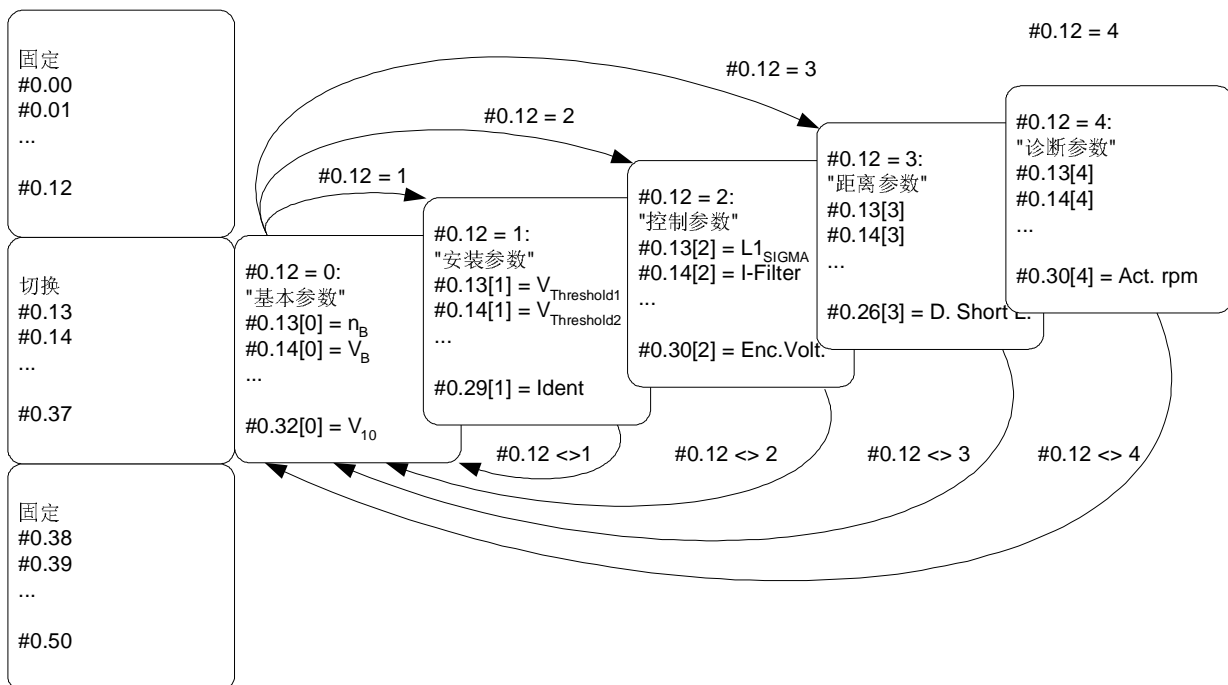 固定
#0.00
#0.01
...
#0.12
切换
#0.13
#0.14
...
#0.37
固定
#0.38
#0.39
...
#0.50
#0.12 = 1
#0.12 = 2
#0.12 = 3
#0.12 = 4
#0.12 = 0:
"基本参数"
#0.13[0] = nB
#0.14[0] = VB
...
#0.32[0] = V10
#0.12 = 1:
"安装参数"
#0.13[1] = VThreshold1
#0.14[1] = VThreshold2
...
#0.29[1] = Ident
#0.12 = 2:
"控制参数"
#0.13[2] = L1SIGMA
#0.14[2] = I-Filter
...
#0.30[2] = Enc.Volt.
#0.12 = 3:
"距离参数"
#0.13[3]
#0.14[3]
...
#0.26[3] = D. Short
#0.12 = 4:
"诊断参数"
#0.13[4]
#0.14[4]
...
#0.30[4] = Act. rpm
#0.12 <>1
#0.12 <> 2
#0.12 <> 3
#0.12 <> 4